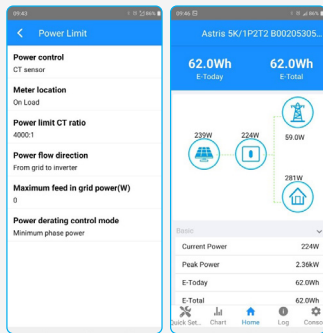 09:43
86%
Power Limit
Power control
CT sensor
Meter location
On Load
Power limit CT ratio
4000:1
Power flow direction
From grid to inverter
Maximum feed in grid power(W)
0
Power derating control mode
Minimum phase power
09:46
86%
Astris 5K/1P2T2 B00205305...
62.0Wh
E-Today
62.0Wh
E-Total
239W
224W
59.0W
281W
Basic
Current Power
224W
Peak Power
2.36kW
E-Today
62.0Wh
E-Total
62.0Wh
Quick Set...
Chart
Home
Log
Conso